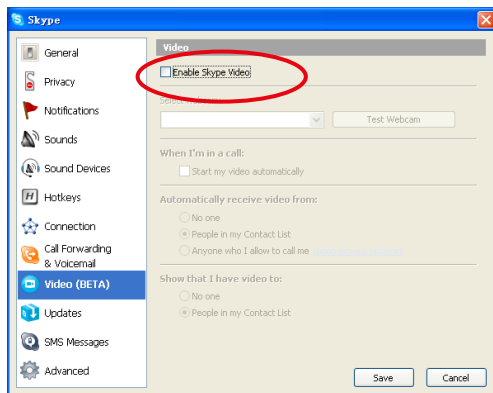 Skype
General
Privacy
Notifications
Sounds
Sound Devices
Hotkeys
Connection
Call Forwarding
& Voicemail
Video (BETA)
Updates
SMS Messages
Advanced
Video
Enable Skype Video
Select webcam
Test Webcam
When I'm in a call:
Start my video automatically
Automatically receive video from:
No one
People in my Contact List
Anyone who I allow to call me
Show that I have video to:
No one
People in my Contact List
Save
Cancel